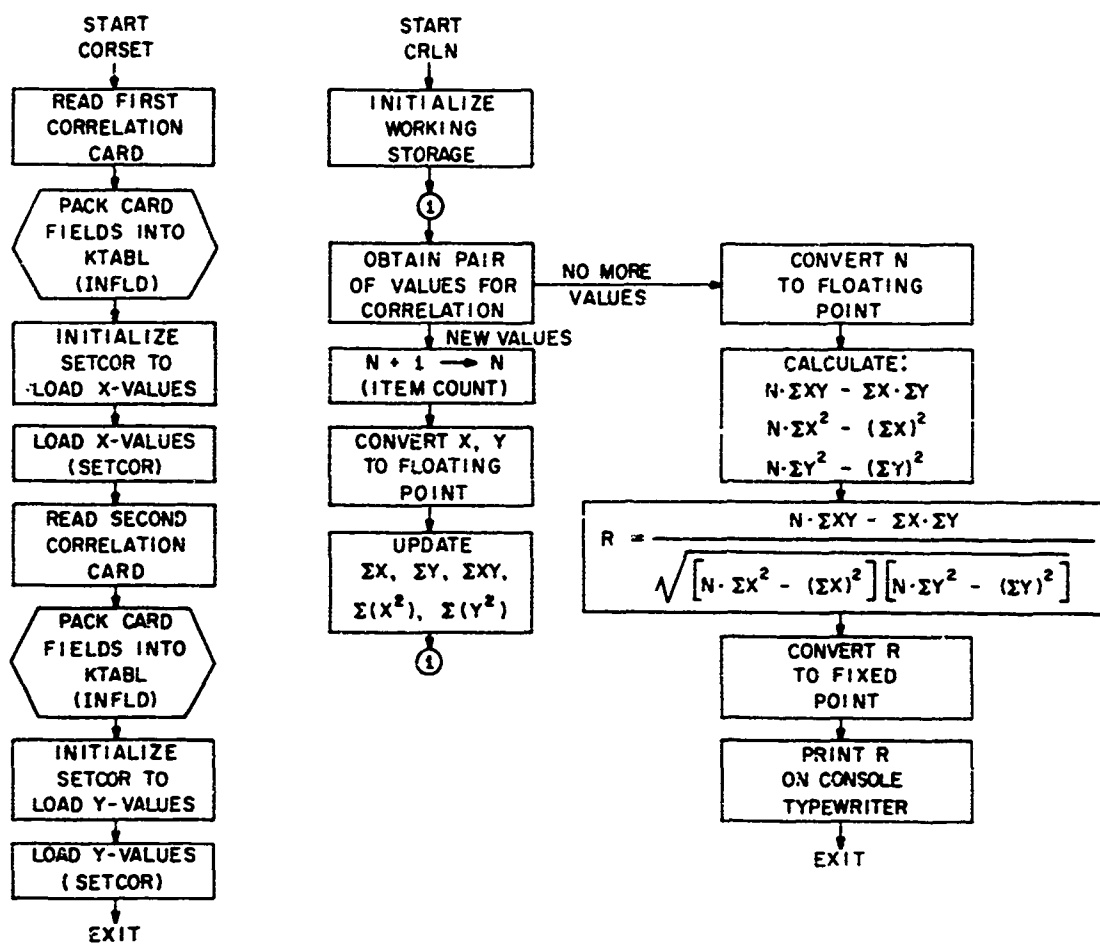 START
CORSET
READ FIRST
CORRELATION
CARD
PACK CARD
FIELDS INTO
KTABL
(INFLD)
INITIALIZE
SETCOR TO
LOAD X-VALUES
LOAD X-VALUES
(SETCOR)
READ SECOND
CORRELATION
CARD
PACK CARD
FIELDS INTO
KTABL
(INFLD)
INITIALIZE
SETCOR TO
LOAD Y-VALUES
LOAD Y-VALUES
(SETCOR)
EXIT
START
CRLN
INITIALIZE
WORKING
STORAGE
1
OBTAIN PAIR
OF VALUES FOR
CORRELATION
NO MORE
VALUES
NEW VALUES
N + 1 → N
(ITEM COUNT)
CONVERT X, Y
TO FLOATING
POINT
UPDATE
ΣX, ΣY, ΣXY,
Σ(X²), Σ(Y²)
1
CONVERT N
TO FLOATING
POINT
CALCULATE:
N·ΣXY − ΣX·ΣY
N·ΣX² − (ΣX)²
N·ΣY² − (ΣY)²
N·ΣXY − ΣX·ΣY
R =
√[N·ΣX² − (ΣX)²][N·ΣY² − (ΣY)²]
CONVERT R
TO FIXED
POINT
PRINT R
ON CONSOLE
TYPEWRITER
EXIT